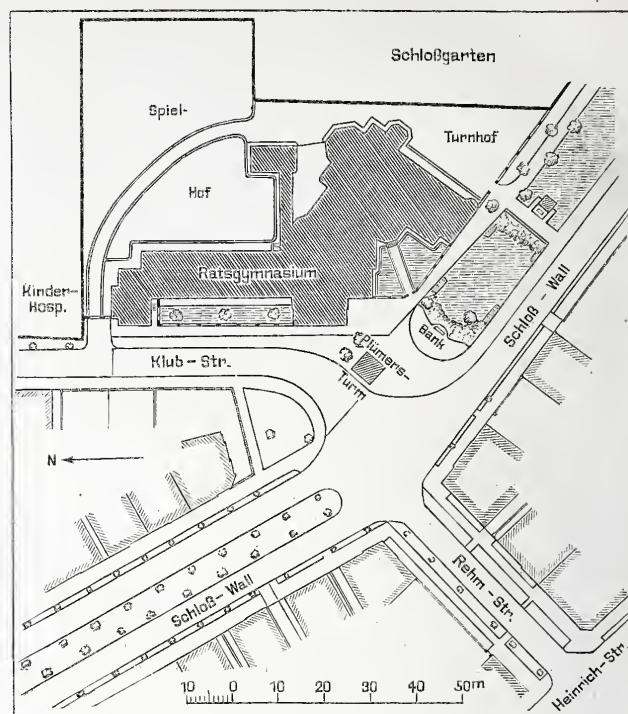 Schloßgarten
Spiel-
Turnhof
Hof
Ratsgymnasium
Kinder-
Hosp.
Schloß-Wall
Bank
Plümers-
Turm
Klub-Str.
N
Schloß-Wall
Rehm-Str.
Heinrich-Str.
10 0 10 20 30 40 50m